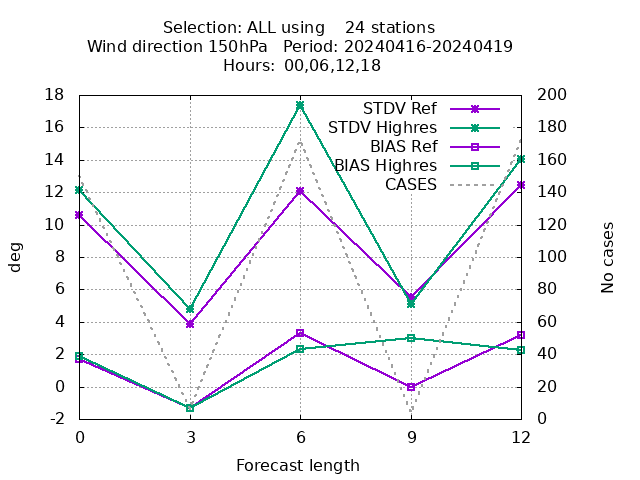 Selection: ALL using    24 stations
Wind direction 150hPa   Period: 20240416-20240419
Hours: 00,06,12,18
18
16
14
12
10
8
6
4
2
0
-2
200
180
160
140
120
100
80
60
40
20
0
STDV Ref
STDV Highres
BIAS Ref
BIAS Highres
CASES
deg
No cases
0
3
6
9
12
Forecast length